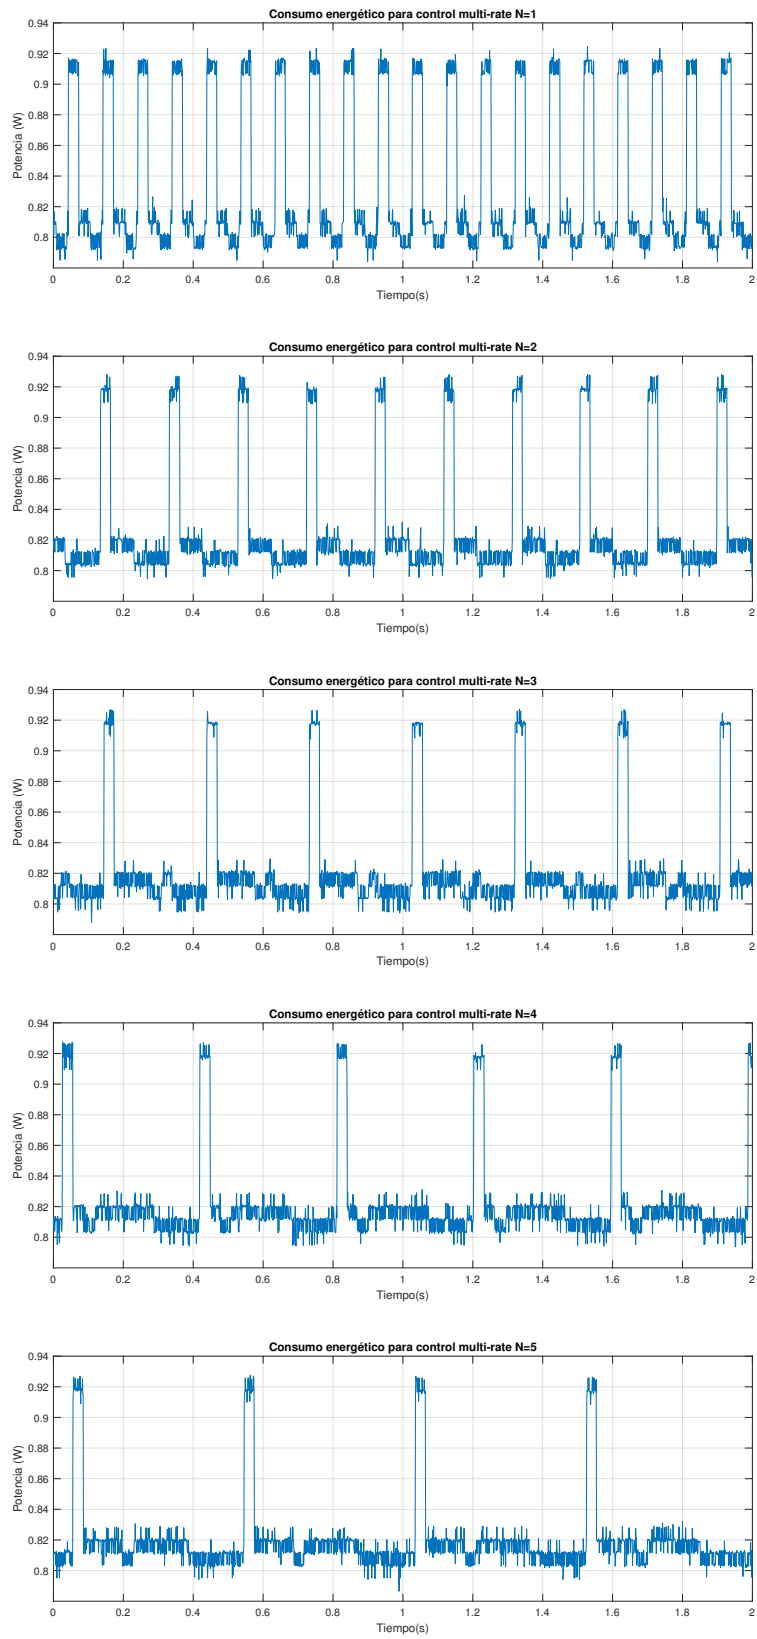 Consumo energético para control multi-rate N=1
0.94
0.92
0.9
0.88
0.86
0.84
0.82
0.8
Potencia (W)
0 0.2 0.4 0.6 0.8 1 1.2 1.4 1.6 1.8 2
Tiempo(s)
Consumo energético para control multi-rate N=2
0.94
0.92
0.9
0.88
0.86
0.84
0.82
0.8
Potencia (W)
0 0.2 0.4 0.6 0.8 1 1.2 1.4 1.6 1.8 2
Tiempo(s)
Consumo energético para control multi-rate N=3
0.94
0.92
0.9
0.88
0.86
0.84
0.82
0.8
Potencia (W)
0 0.2 0.4 0.6 0.8 1 1.2 1.4 1.6 1.8 2
Tiempo(s)
Consumo energético para control multi-rate N=4
0.94
0.92
0.9
0.88
0.86
0.84
0.82
0.8
Potencia (W)
0 0.2 0.4 0.6 0.8 1 1.2 1.4 1.6 1.8 2
Tiempo(s)
Consumo energético para control multi-rate N=5
0.94
0.92
0.9
0.88
0.86
0.84
0.82
0.8
Potencia (W)
0 0.2 0.4 0.6 0.8 1 1.2 1.4 1.6 1.8 2
Tiempo(s)